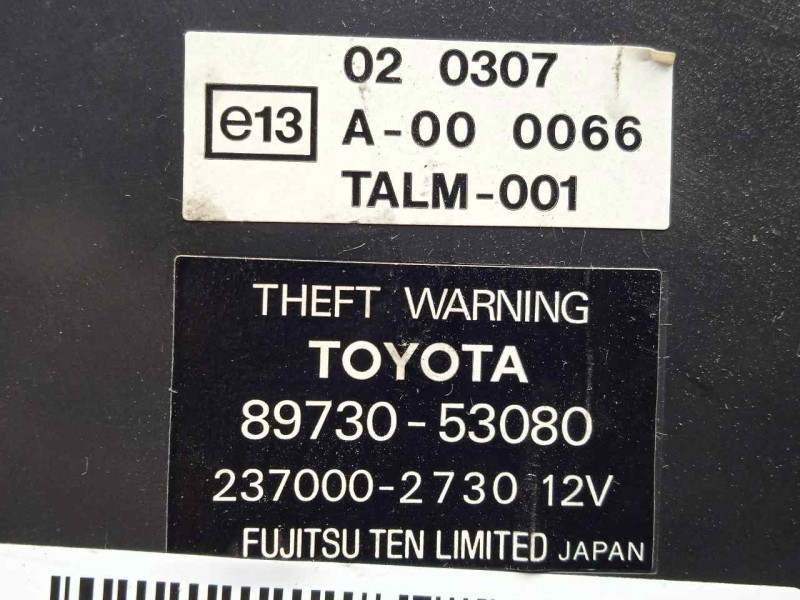 02 0307
e13 A-00 0066
TALM-001
THEFT WARNING
TOYOTA
89730-53080
237000-2730 12V
FUJITSU TEN LIMITED JAPAN